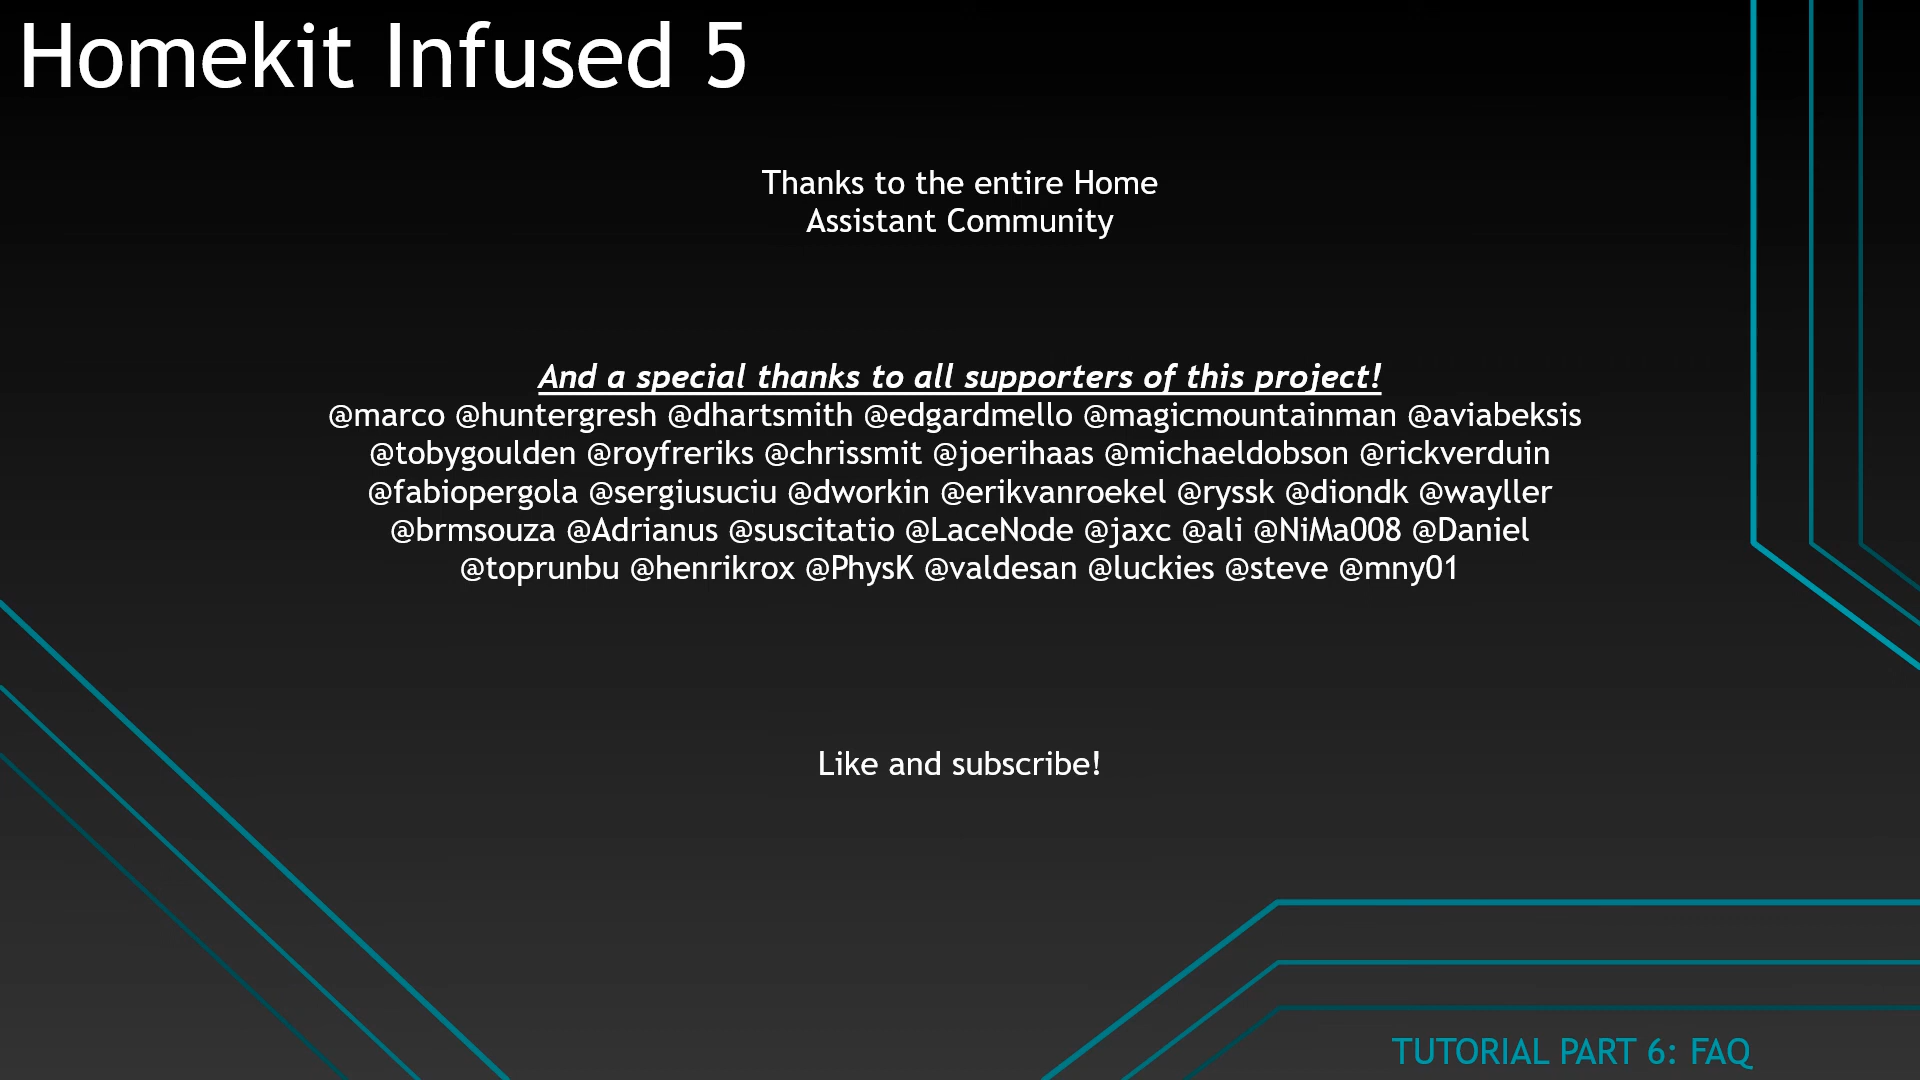 Homekit Infused 5
Thanks to the entire Home
Assistant Community
And a special thanks to all supporters of this project!
@marco @huntergresh @dhartsmith @edgardmello @magicmountainman @aviabeksis
@tobygoulden @royfreriks @chrissmit @joerihaas @michaeldobson @rickverduin
@fabiopergola @sergiusuciu @dworkin @erikvanroekel @ryssk @diondk @wayller
@brmsouza @Adrianus @suscitatio @LaceNode @jaxc @ali @NiMa008 @Daniel
@toprunbu @henrikrox @PhysK @valdesan @luckies @steve @mny01
Like and subscribe!
TUTORIAL PART 6: FAQ